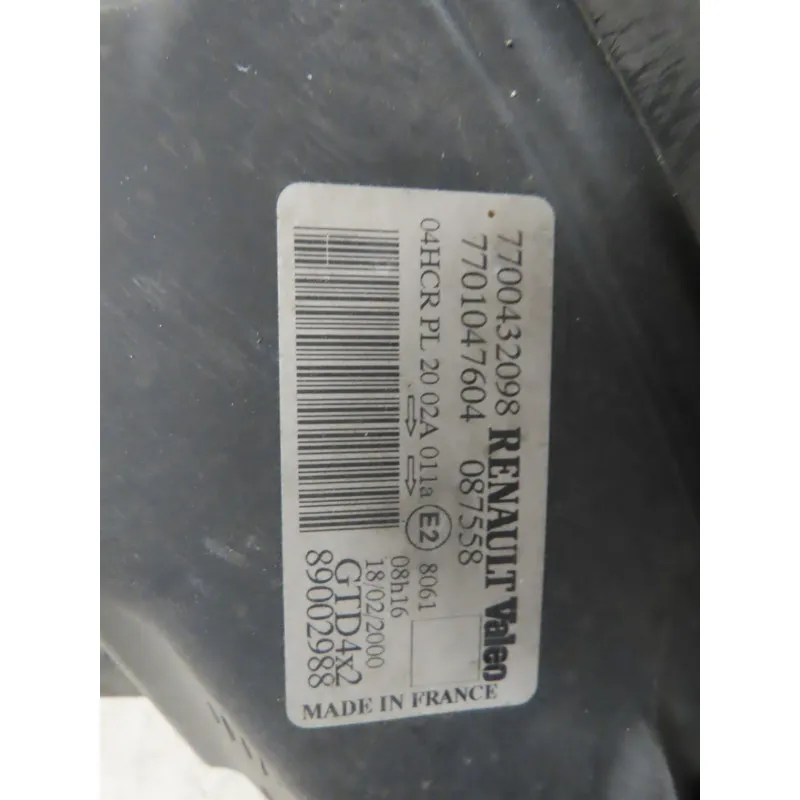 7700432098 RENAULT Valeo
7701047604 087558
04HCR PL 20 02A 011a E2 8061
08h16
18/02/2000
GTD4x2
89002988
MADE IN FRANCE